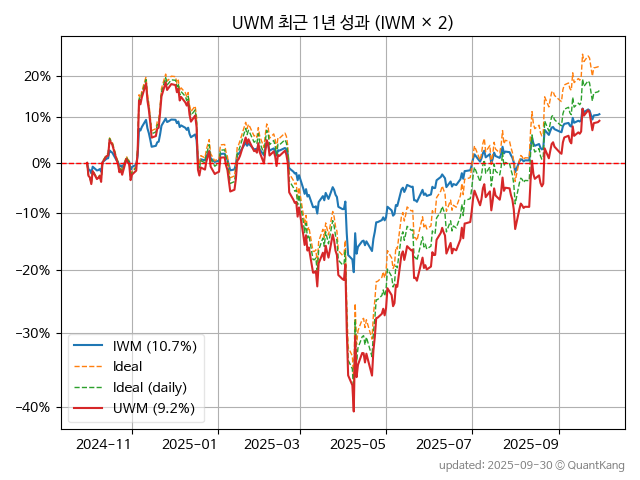 UWM 최근 1년 성과 (IWM × 2)
20%
10%
0%
−10%
−20%
−30%
−40%
IWM (10.7%)
Ideal
Ideal (daily)
UWM (9.2%)
2024−11
2025−01
2025−03
2025−05
2025−07
2025−09
updated: 2025-09-30 © QuantKang